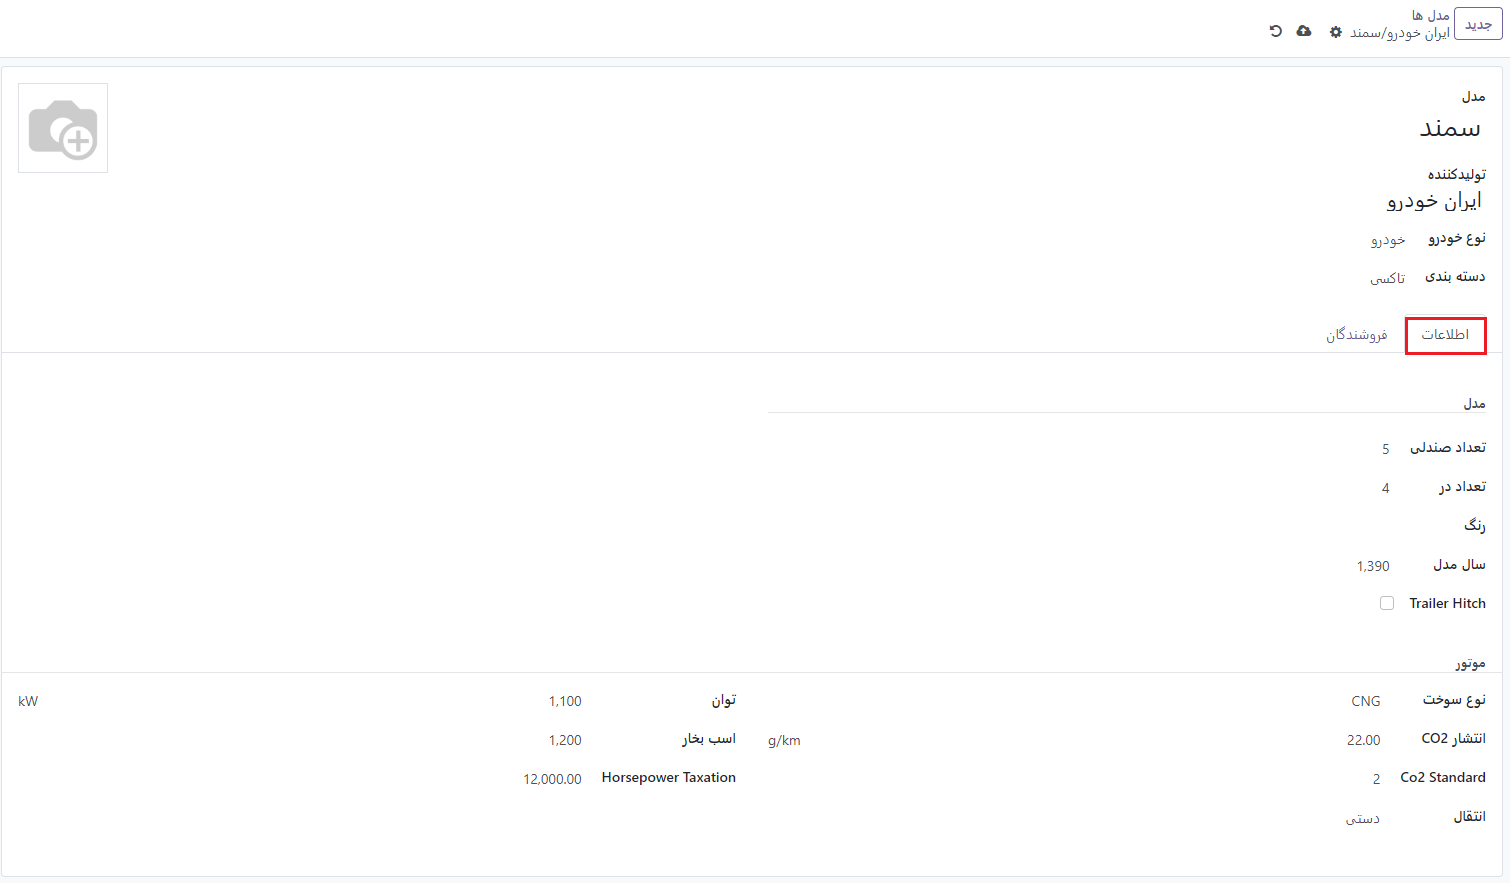 جدید
مدل ها
ایران خودرو/سمند
مدل
سمند
تولیدکننده
ایران خودرو
نوع خودرو خودرو
دسته بندی تاکسی
اطلاعات فروشندگان
مدل
تعداد صندلی 5
تعداد در 4
رنگ
سال مدل 1,390
Trailer Hitch
موتور
نوع سوخت CNG
انتشار CO2 22.00 g/km
Co2 Standard 2
انتقال دستی
توان 1,100 kW
اسب بخار 1,200
Horsepower Taxation 12,000.00